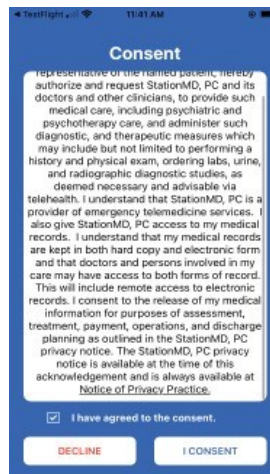 TestFlight
11:41 AM
Consent
representative of the named patient, hereby
authorize and request StationMD, PC and its
doctors and other clinicians, to provide such
medical care, including psychiatric and
psychotherapy care, and administer such
diagnostic, and therapeutic measures which
may include but not limited to performing a
history and physical exam, ordering labs, urine,
and radiographic diagnostic studies, as
deemed necessary and advisable via
telehealth. I understand that StationMD, PC is a
provider of emergency telemedicine services. I
also give StationMD, PC access to my medical
records. I understand that my medical records
are kept in both hard copy and electronic form
and that doctors and persons involved in my
care may have access to both forms of record.
This will include remote access to electronic
records. I consent to the release of my medical
information for purposes of assessment,
treatment, payment, operations, and discharge
planning as outlined in the StationMD, PC
privacy notice. The StationMD, PC privacy
notice is available at the time of this
acknowledgement and is always available at
Notice of Privacy Practice.
I have agreed to the consent.
DECLINE
I CONSENT